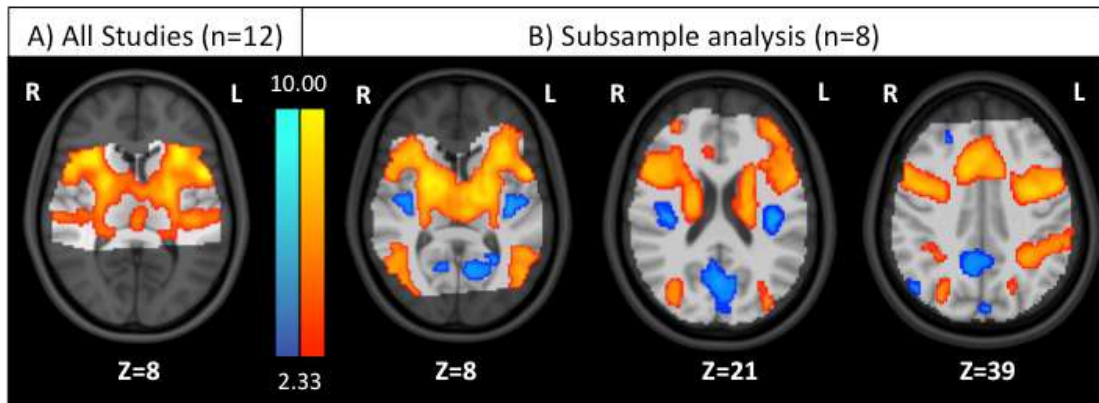 A) All Studies (n=12)
B) Subsample analysis (n=8)
R
L
10.00
2.33
Z=8
R
L
Z=8
Z=21
R
L
Z=39